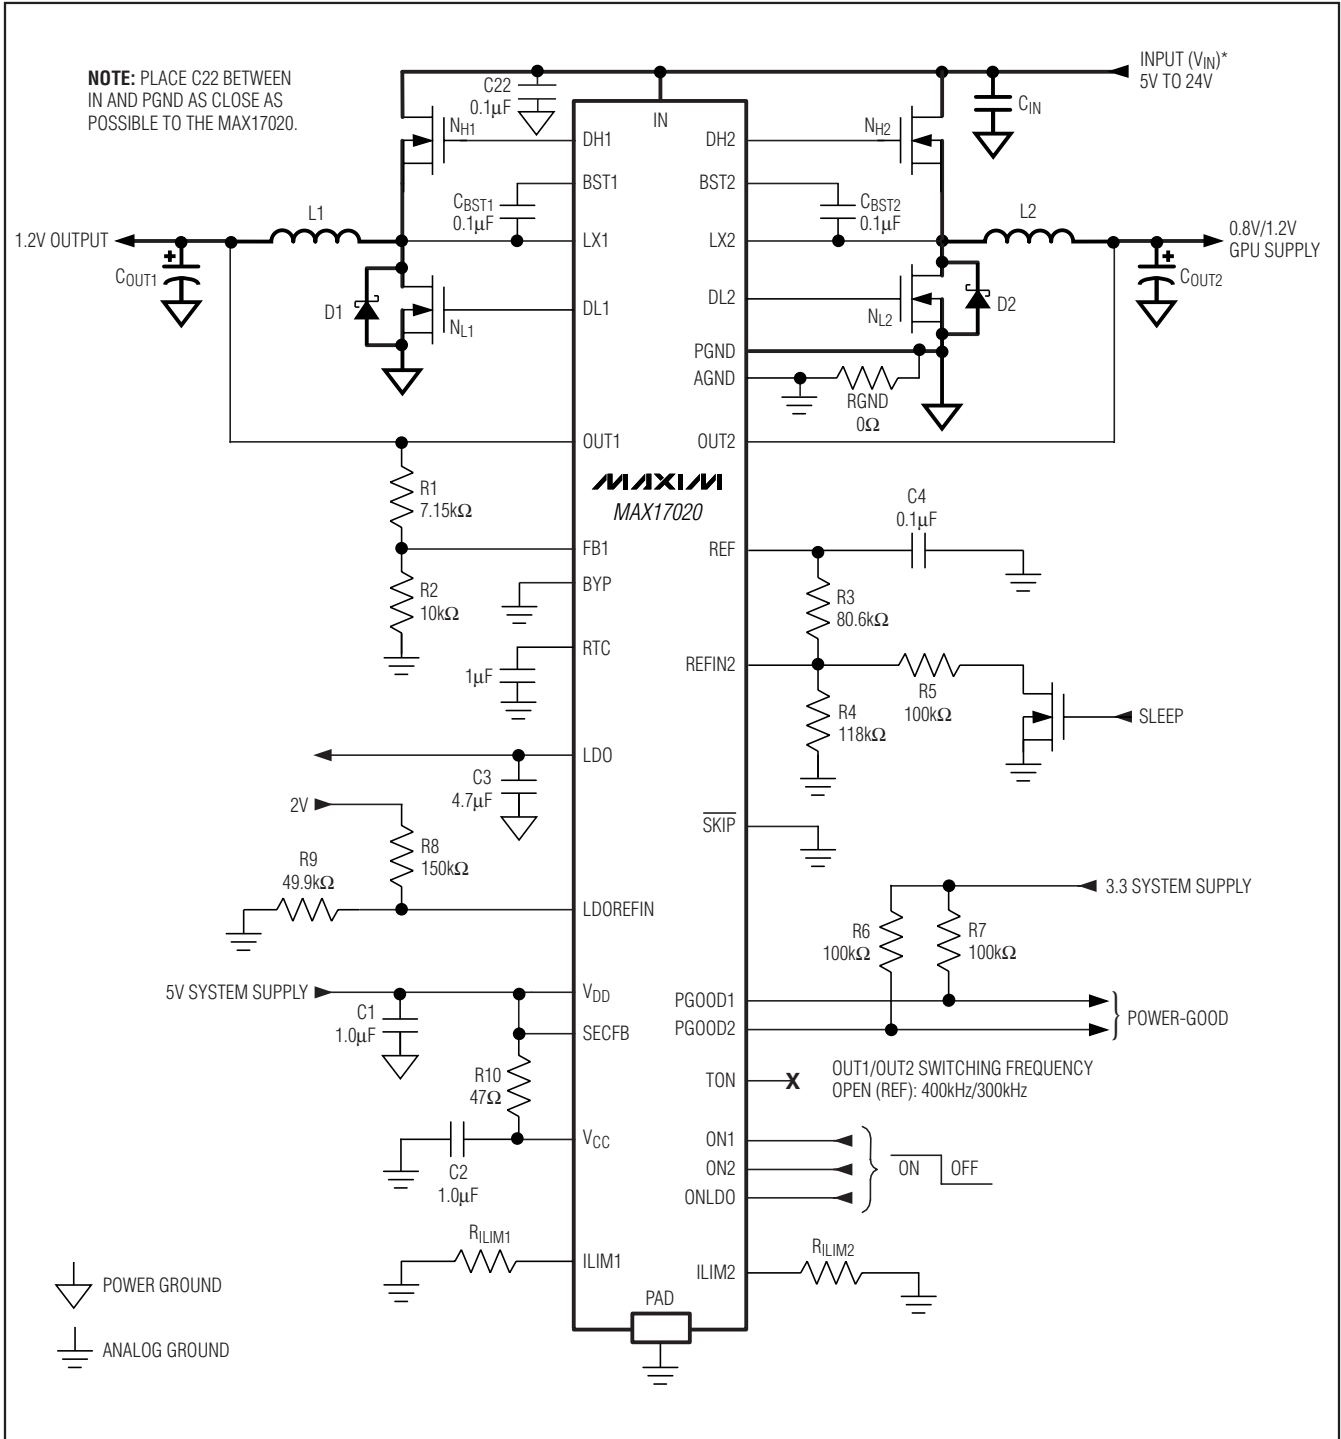 NOTE: PLACE C22 BETWEEN
IN AND PGND AS CLOSE AS
POSSIBLE TO THE MAX17020.
C22
0.1μF
IN
INPUT (VIN)*
5V TO 24V
CIN
NH1
DH1
DH2
NH2
BST1
BST2
CBST1
0.1μF
CBST2
0.1μF
L1
L2
1.2V OUTPUT
LX1
LX2
0.8V/1.2V
GPU SUPPLY
COUT1
COUT2
D1
NL1
DL1
DL2
NL2
D2
PGND
AGND
RGND
0Ω
OUT1
OUT2
MAXIM
MAX17020
R1
7.15kΩ
C4
0.1μF
FB1
REF
R2
10kΩ
BYP
R3
80.6kΩ
RTC
1μF
REFIN2
R5
100kΩ
R4
118kΩ
SLEEP
LDO
C3
4.7μF
2V
R8
150kΩ
R9
49.9kΩ
SKIP
LDOREFIN
3.3 SYSTEM SUPPLY
R6
100kΩ
R7
100kΩ
5V SYSTEM SUPPLY
VDD
C1
1.0μF
SECFB
PGOOD1
PGOOD2
POWER-GOOD
R10
47Ω
TON
X
OUT1/OUT2 SWITCHING FREQUENCY
OPEN (REF): 400kHz/300kHz
VCC
C2
1.0μF
ON1
ON2
ONLDO
ON
OFF
RILIM1
ILIM1
ILIM2
RILIM2
PAD
POWER GROUND
ANALOG GROUND